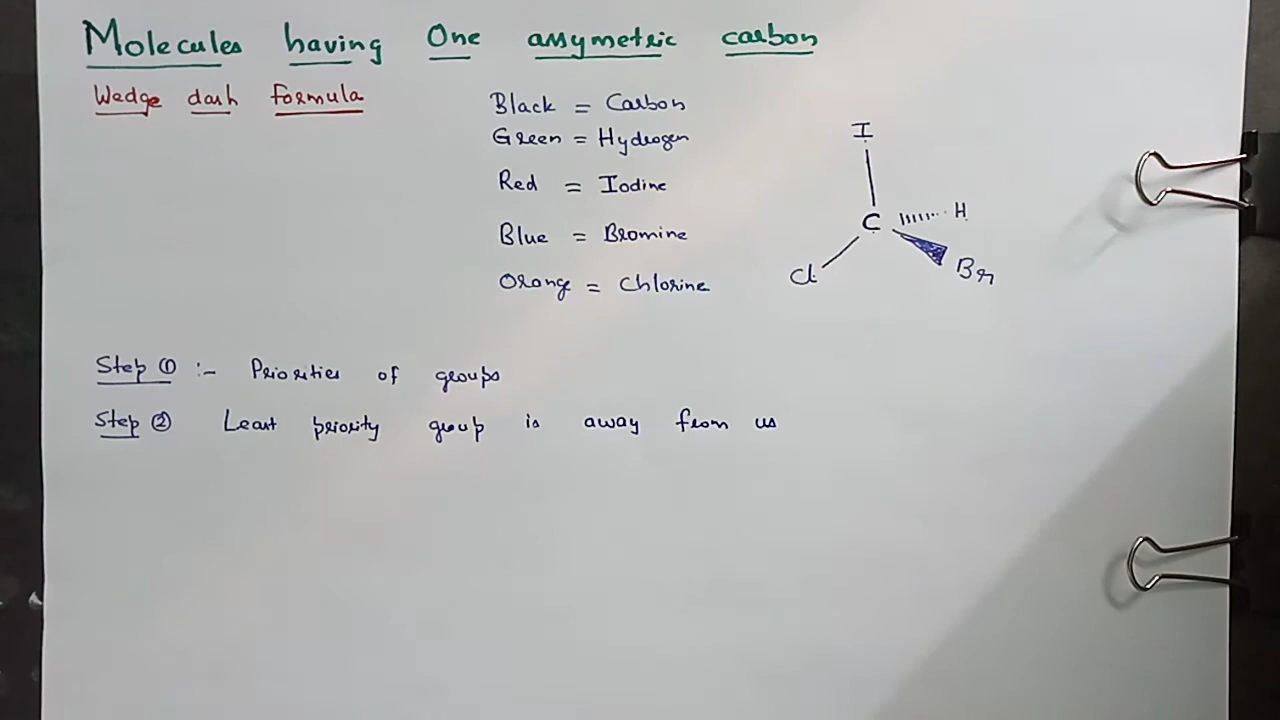 Molecules having One assymetric carbon
Wedge dash formula
Black = Carbon
Green = Hydrogen
Red = Iodine
Blue = Bromine
Orange = Chlorine
I
C H
Cl Br
Step ① :- Priorities of groups
Step ② Least priority group is away from us